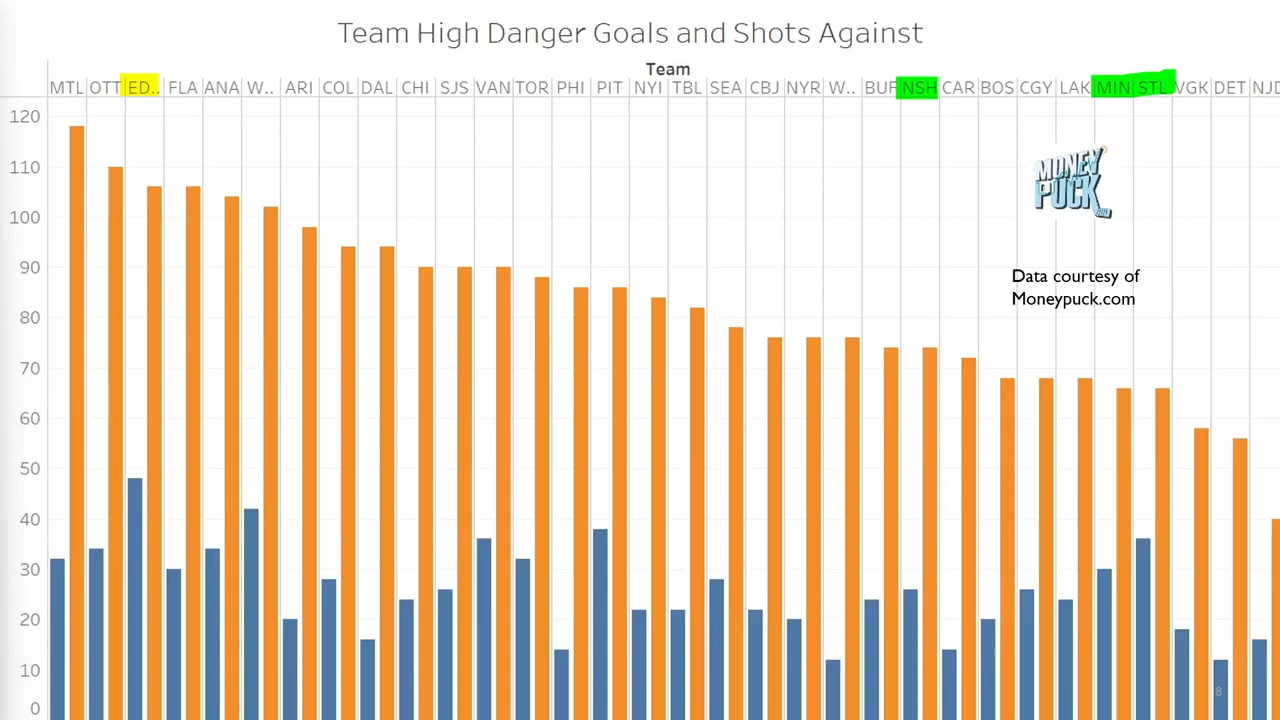 Team High Danger Goals and Shots Against
Team
MTL OTT ED.. FLA ANA W.. ARI COL DAL CHI SJS VAN TOR PHI PIT NYI TBL SEA CBJ NYR W.. BUF NSH CAR BOS CGY LAK MIN STL VGK DET NJD
120
110
100
90
80
70
60
50
40
30
20
10
0
MONEY
PUCK
.COM
Data courtesy of
Moneypuck.com
8